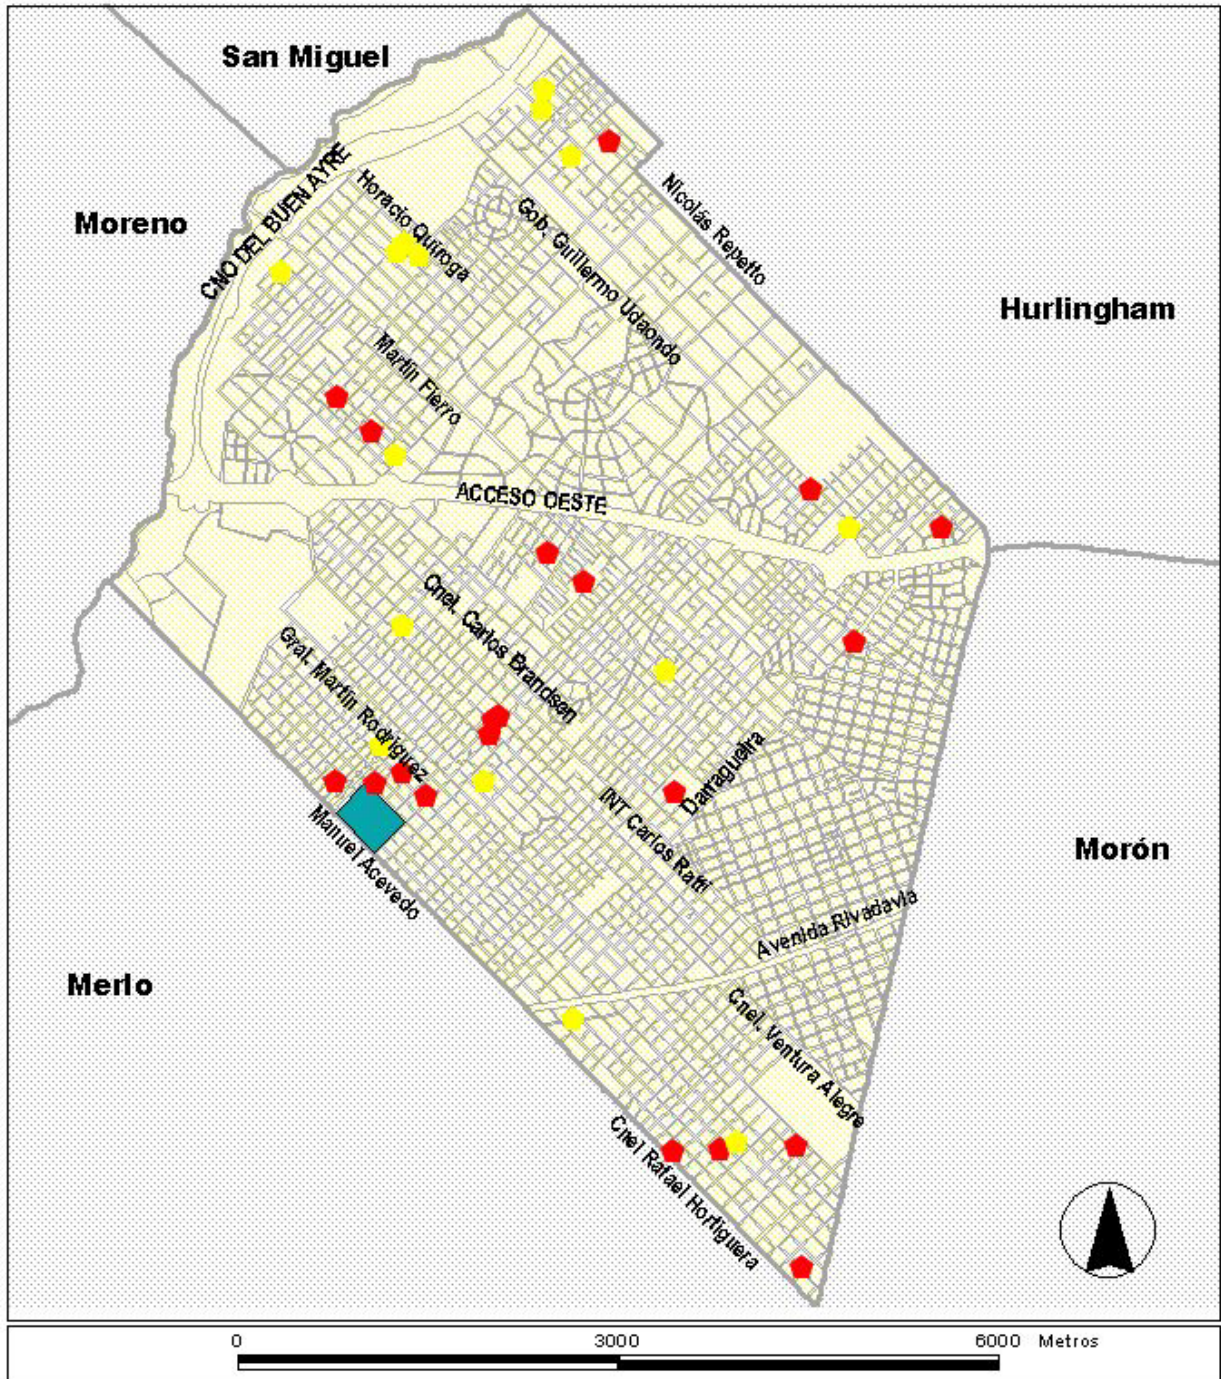 San Miguel
CNO DEL BUEN AYRE
Horacio Quiroga
Nicolás Repetto
Gob. Guillermo Udaondo
Moreno
Hurlingham
Martín Fierro
ACCESO OESTE
Cnel. Carlos Brandsen
Gral. Martín Rodriguez
Darragueira
INT Carlos Ratti
Manuel Acevedo
Morón
Avenida Rivadavia
Merlo
Cnel. Ventura Alegre
Cnel Rafael Hortiguera
0 3000 6000 Metros